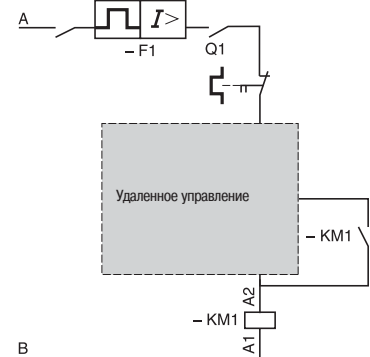 A
I>
– F1
Q1
Удаленное управление
– KM1
A2
– KM1
A1
B